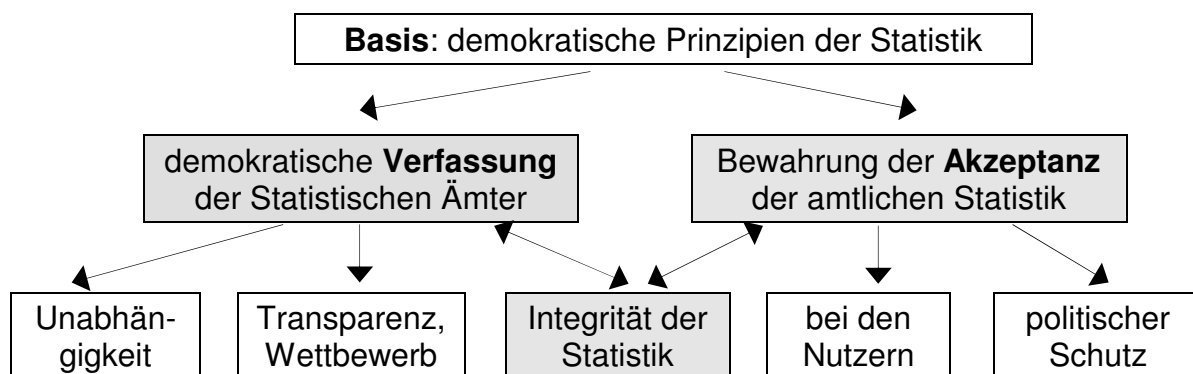 Basis: demokratische Prinzipien der Statistik
demokratische Verfassung
der Statistischen Ämter
Bewahrung der Akzeptanz
der amtlichen Statistik
Unabhän-
gigkeit
Transparenz,
Wettbewerb
Integrität der
Statistik
bei den
Nutzern
politischer
Schutz